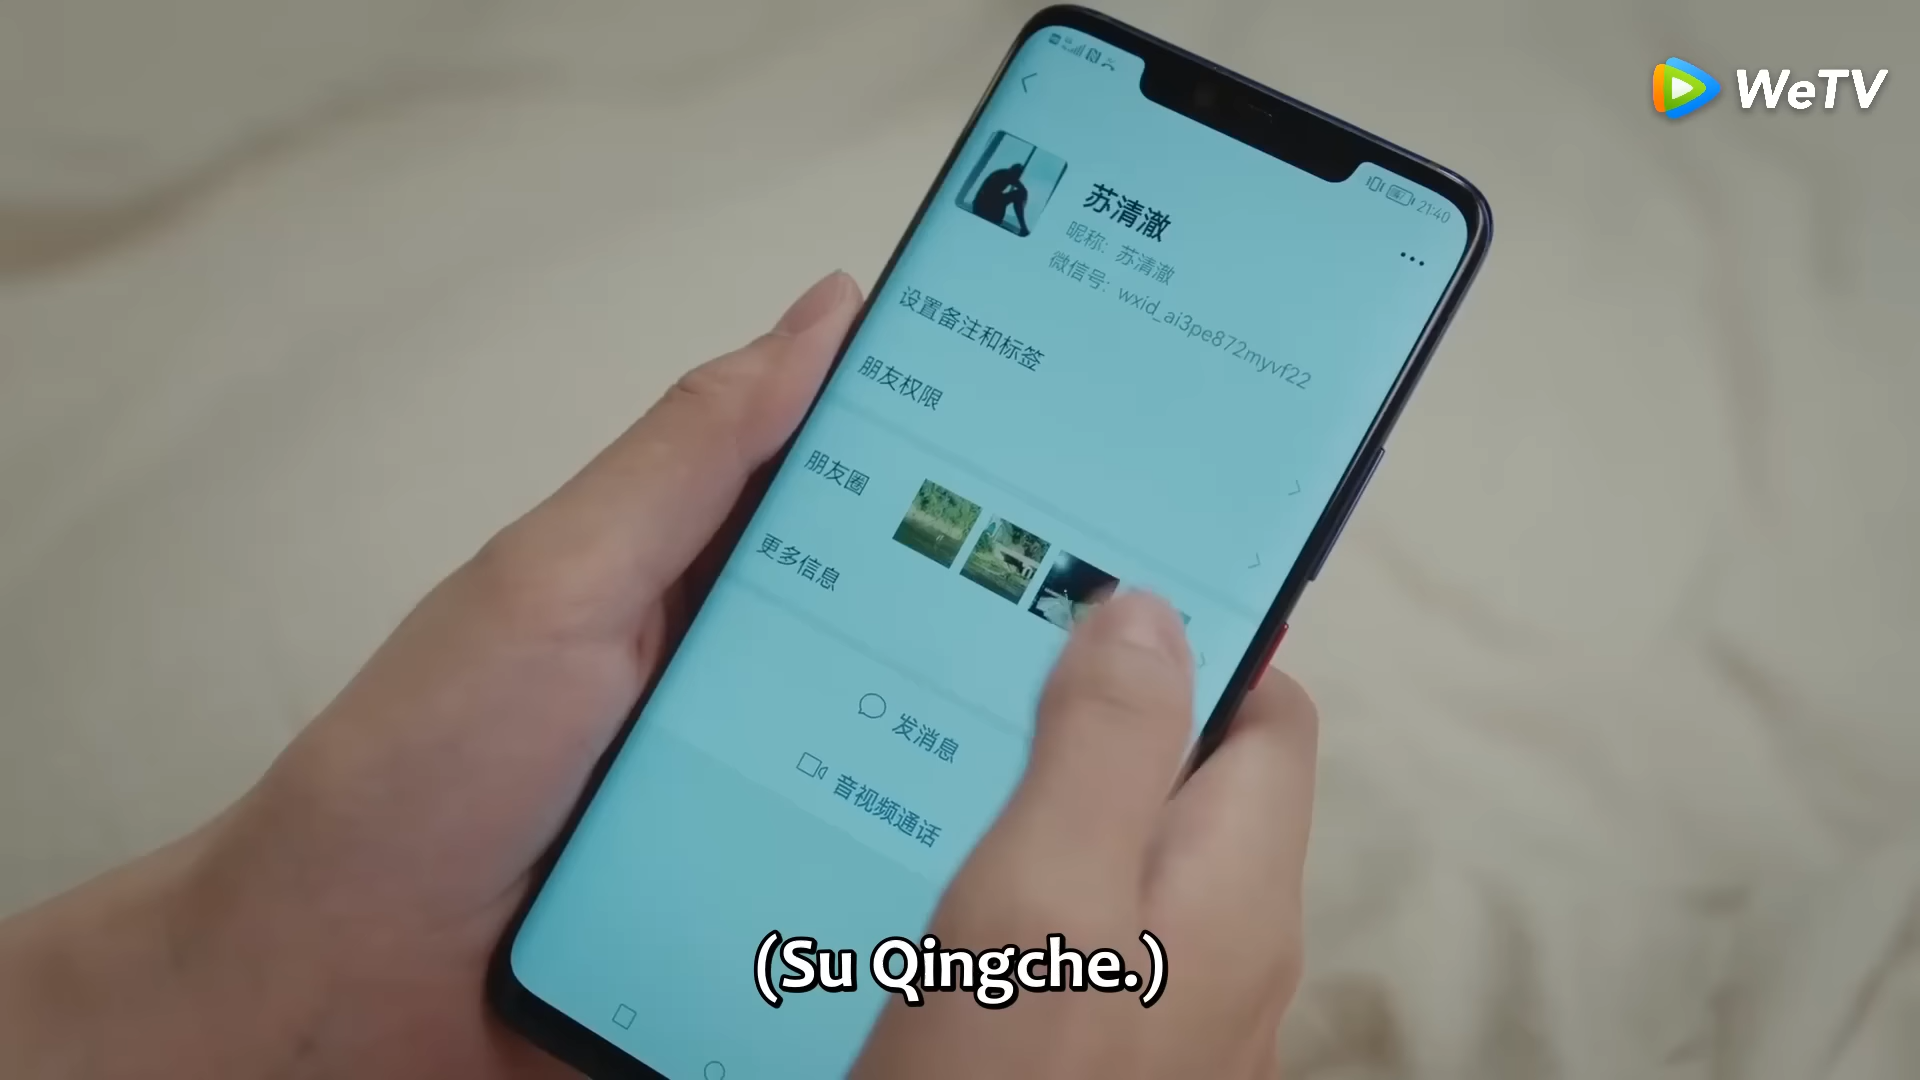 WeTV
21:40
苏清澈
昵称: 苏清澈
微信号: wxid_ai3pe872myvf22
设置备注和标签
朋友权限
朋友圈
更多信息
发消息
音视频通话
(Su Qingche.)